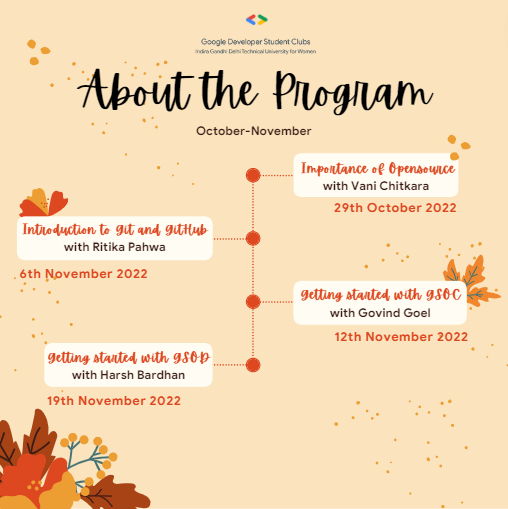 Google Developer Student Clubs
Indira Gandhi Delhi Technical University for Women
About the Program
October-November
Importance of Opensource
with Vani Chitkara
29th October 2022
Introduction to Git and GitHub
with Ritika Pahwa
6th November 2022
Getting started with GSOC
with Govind Goel
12th November 2022
Getting started with GSOD
with Harsh Bardhan
19th November 2022